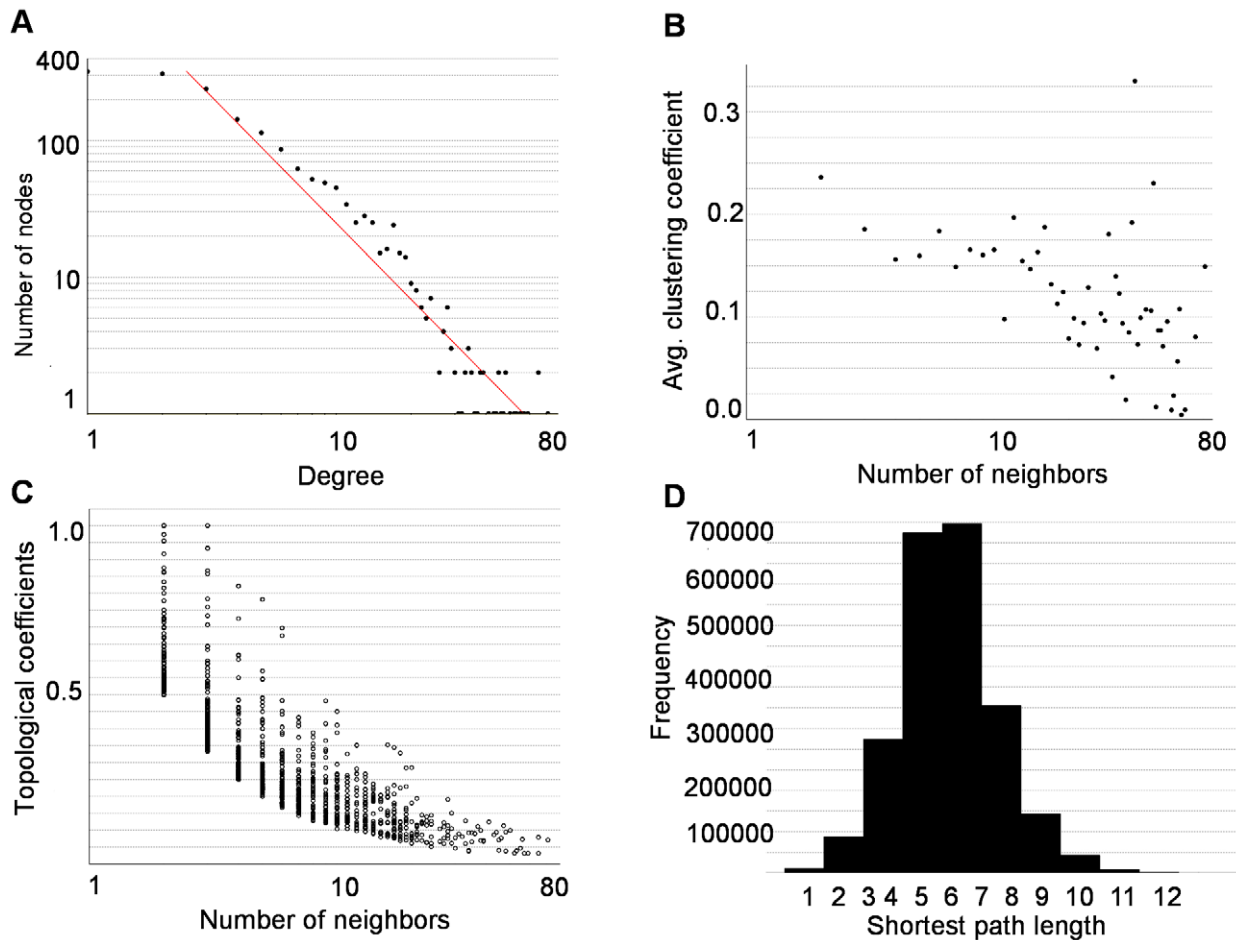 A
400
100
10
1
Number of nodes
1 10 80
Degree
B
0.3
0.2
0.1
0.0
Avg. clustering coefficient
1 10 80
Number of neighbors
C
1.0
0.5
Topological coefficients
1 10 80
Number of neighbors
D
700000
600000
500000
400000
300000
200000
100000
Frequency
1 2 3 4 5 6 7 8 9 10 11 12
Shortest path length